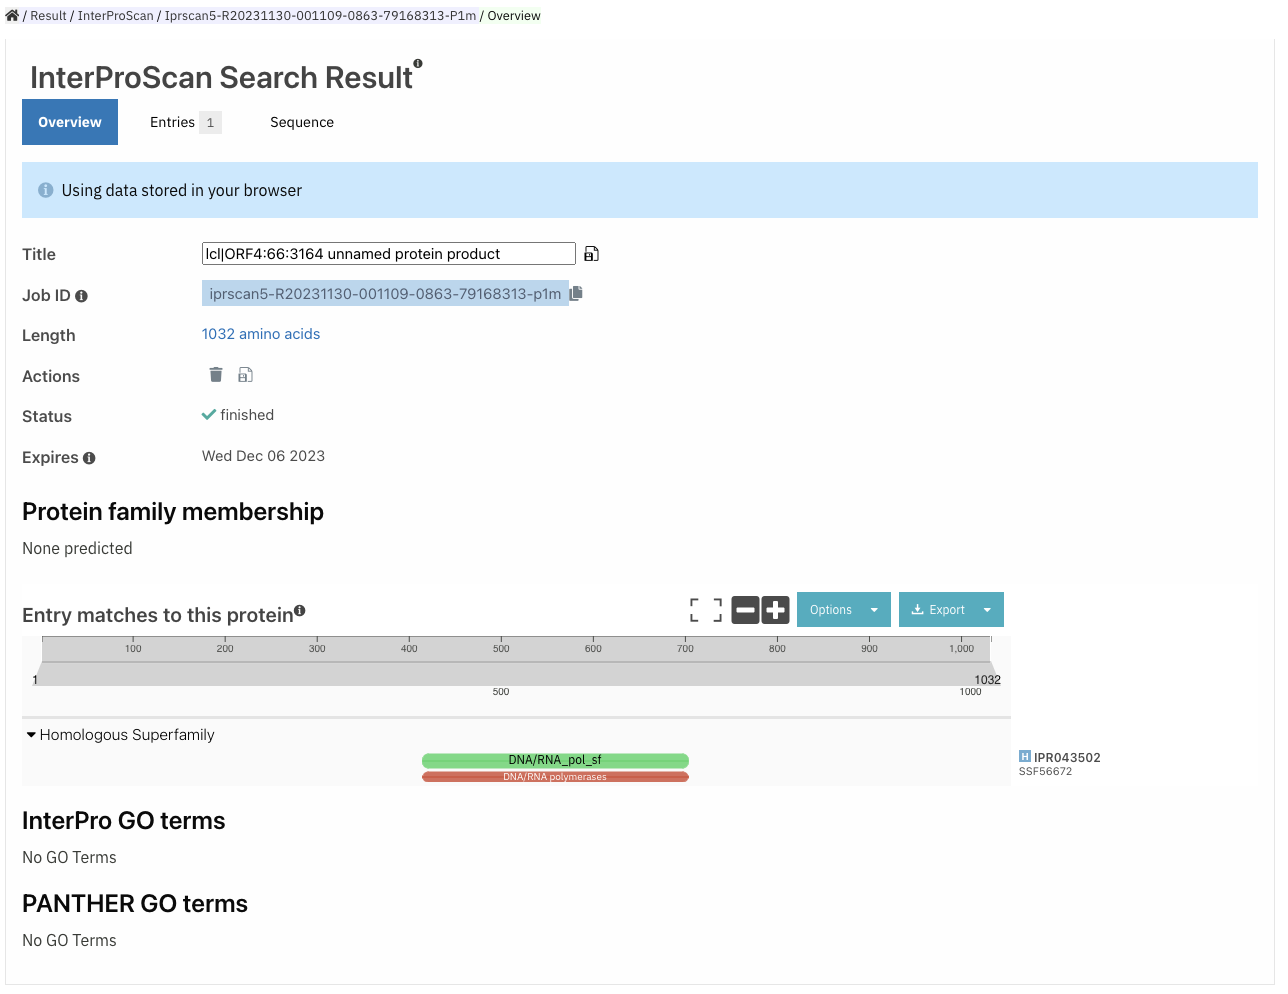 / Result / InterProScan / Iprscan5-R20231130-001109-0863-79168313-P1m / Overview
InterProScan Search Result
Overview Entries 1 Sequence
Using data stored in your browser
Title lcl|ORF4:66:3164 unnamed protein product
Job ID iprscan5-R20231130-001109-0863-79168313-p1m
Length 1032 amino acids
Actions
Status finished
Expires Wed Dec 06 2023
Protein family membership
None predicted
Entry matches to this protein Options Export
100 200 300 400 500 600 700 800 900 1,000
1 1032
500 1000
Homologous Superfamily
DNA/RNA_pol_sf H IPR043502
DNA/RNA polymerases SSF56672
InterPro GO terms
No GO Terms
PANTHER GO terms
No GO Terms